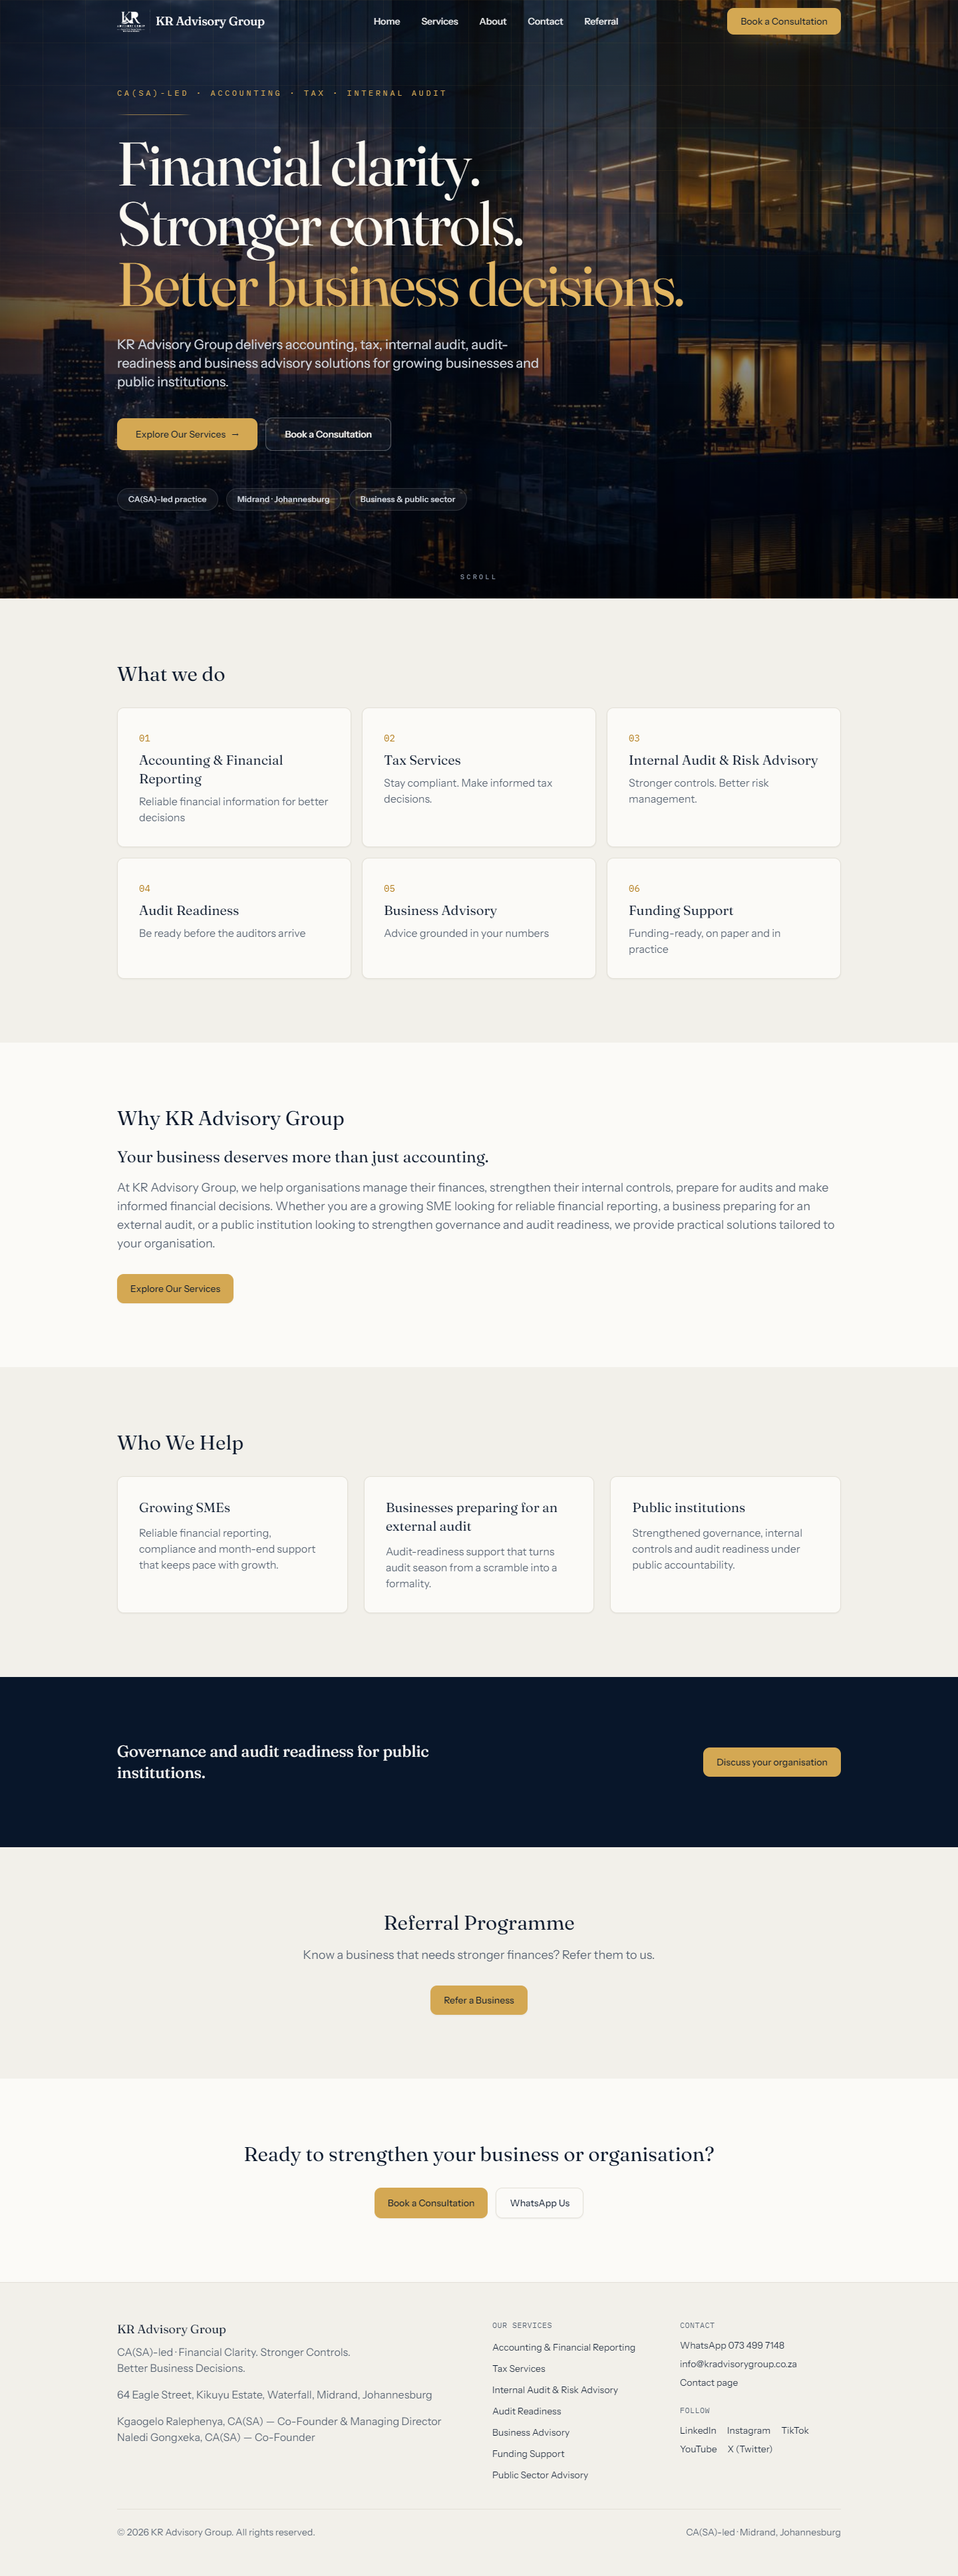 KR
KR Advisory Group
Home
Services
About
Contact
Referral
Book a Consultation
CA(SA)-LED · ACCOUNTING · TAX · INTERNAL AUDIT
Financial clarity.
Stronger controls.
Better business decisions.
KR Advisory Group delivers accounting, tax, internal audit, audit-
readiness and business advisory solutions for growing businesses and
public institutions.
Explore Our Services →
Book a Consultation
CA(SA)-led practice
Midrand · Johannesburg
Business & public sector
SCROLL
What we do
01
Accounting & Financial
Reporting
Reliable financial information for better
decisions
02
Tax Services
Stay compliant. Make informed tax
decisions.
03
Internal Audit & Risk Advisory
Stronger controls. Better risk
management.
04
Audit Readiness
Be ready before the auditors arrive
05
Business Advisory
Advice grounded in your numbers
06
Funding Support
Funding-ready, on paper and in
practice
Why KR Advisory Group
Your business deserves more than just accounting.
At KR Advisory Group, we help organisations manage their finances, strengthen their internal controls, prepare for audits and make
informed financial decisions. Whether you are a growing SME looking for reliable financial reporting, a business preparing for an
external audit, or a public institution looking to strengthen governance and audit readiness, we provide practical solutions tailored to
your organisation.
Explore Our Services
Who We Help
Growing SMEs
Reliable financial reporting,
compliance and month-end support
that keeps pace with growth.
Businesses preparing for an
external audit
Audit-readiness support that turns
audit season from a scramble into a
formality.
Public institutions
Strengthened governance, internal
controls and audit readiness under
public accountability.
Governance and audit readiness for public
institutions.
Discuss your organisation
Referral Programme
Know a business that needs stronger finances? Refer them to us.
Refer a Business
Ready to strengthen your business or organisation?
Book a Consultation
WhatsApp Us
KR Advisory Group
CA(SA)-led · Financial Clarity. Stronger Controls.
Better Business Decisions.
64 Eagle Street, Kikuyu Estate, Waterfall, Midrand, Johannesburg
Kgaogelo Ralephenya, CA(SA) — Co-Founder & Managing Director
Naledi Gongxeka, CA(SA) — Co-Founder
OUR SERVICES
Accounting & Financial Reporting
Tax Services
Internal Audit & Risk Advisory
Audit Readiness
Business Advisory
Funding Support
Public Sector Advisory
CONTACT
WhatsApp 073 499 7148
info@kradvisorygroup.co.za
Contact page
FOLLOW
LinkedIn
Instagram
TikTok
YouTube
X (Twitter)
© 2026 KR Advisory Group. All rights reserved.
CA(SA)-led · Midrand, Johannesburg